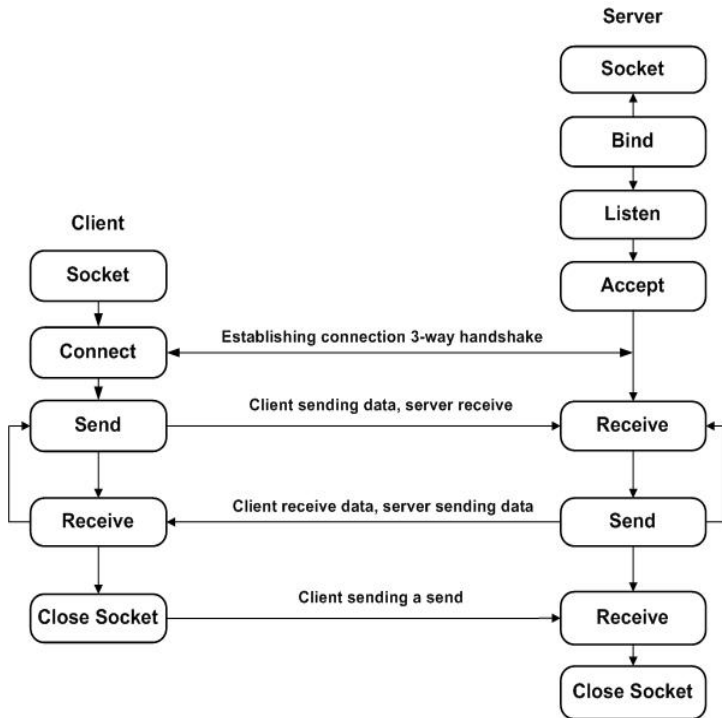 Server
Socket
Bind
Listen
Client
Socket
Accept
Establishing connection 3-way handshake
Connect
Client sending data, server receive
Send
Receive
Client receive data, server sending data
Receive
Send
Client sending a send
Close Socket
Receive
Close Socket